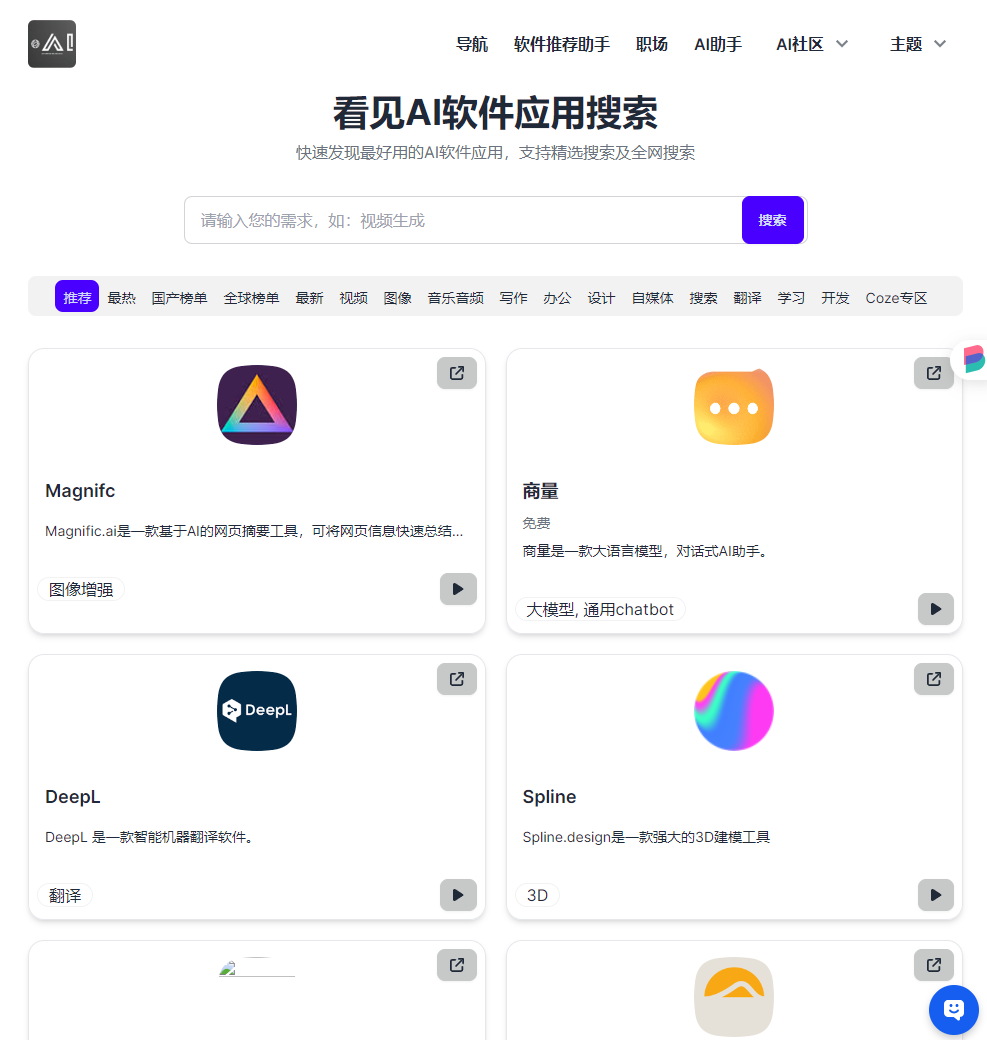 AI
导航 软件推荐助手 职场 AI助手 AI社区 主题
看见AI软件应用搜索
快速发现最好用的AI软件应用，支持精选搜索及全网搜索
请输入您的需求，如：视频生成 搜索
推荐 最热 国产榜单 全球榜单 最新 视频 图像 音乐音频 写作 办公 设计 自媒体 搜索 翻译 学习 开发 Coze专区
Magnifc
Magnific.ai是一款基于AI的网页摘要工具，可将网页信息快速总结...
图像增强
商量
免费
商量是一款大语言模型，对话式AI助手。
大模型, 通用chatbot
DeepL
DeepL
DeepL 是一款智能机器翻译软件。
翻译
Spline
Spline.design是一款强大的3D建模工具
3D